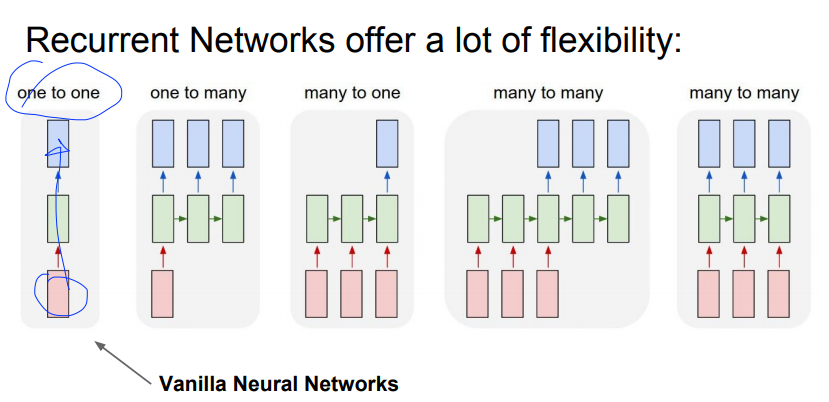 Recurrent Networks offer a lot of flexibility:
one to one
one to many
many to one
many to many
many to many
Vanilla Neural Networks